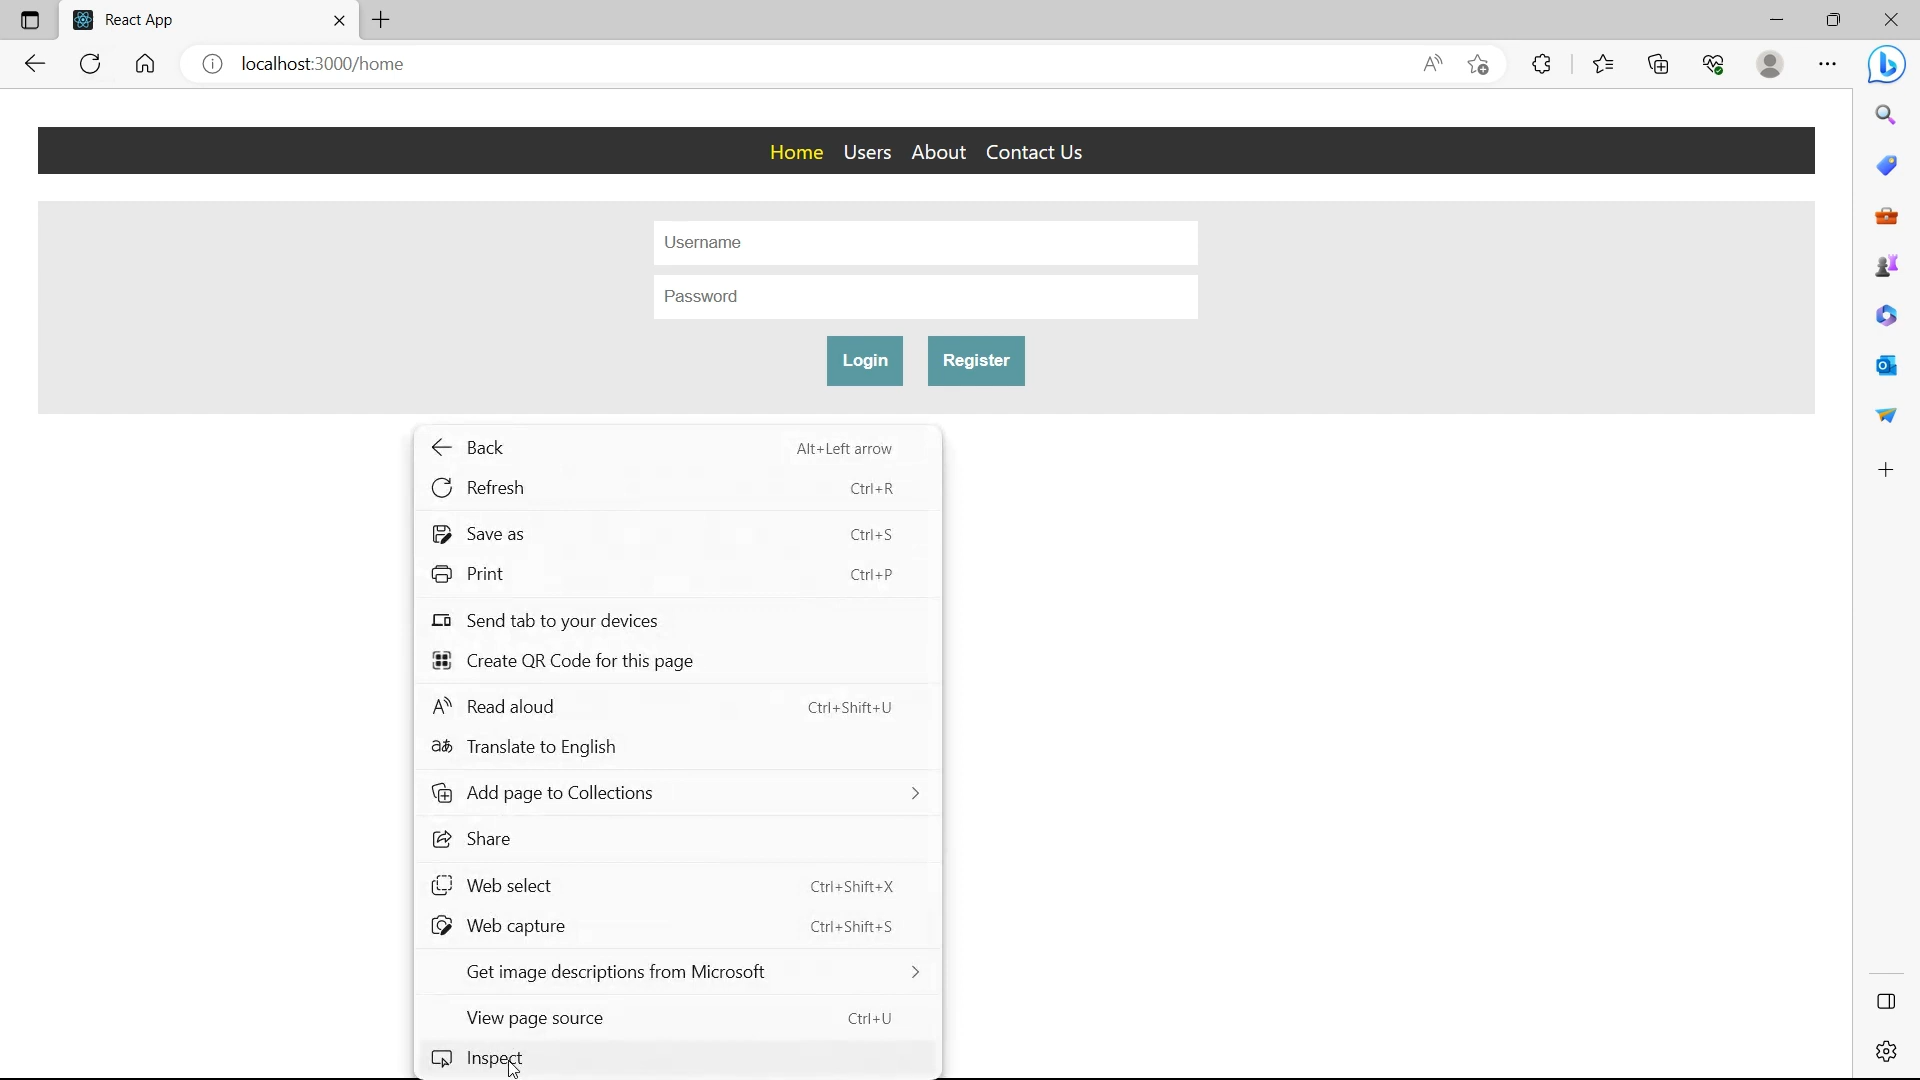 React App
localhost:3000/home
Home Users About Contact Us
Username
Password
Login Register
Back Alt+Left arrow
Refresh Ctrl+R
Save as Ctrl+S
Print Ctrl+P
Send tab to your devices
Create QR Code for this page
Read aloud Ctrl+Shift+U
Translate to English
Add page to Collections
Share
Web select Ctrl+Shift+X
Web capture Ctrl+Shift+S
Get image descriptions from Microsoft
View page source Ctrl+U
Inspect